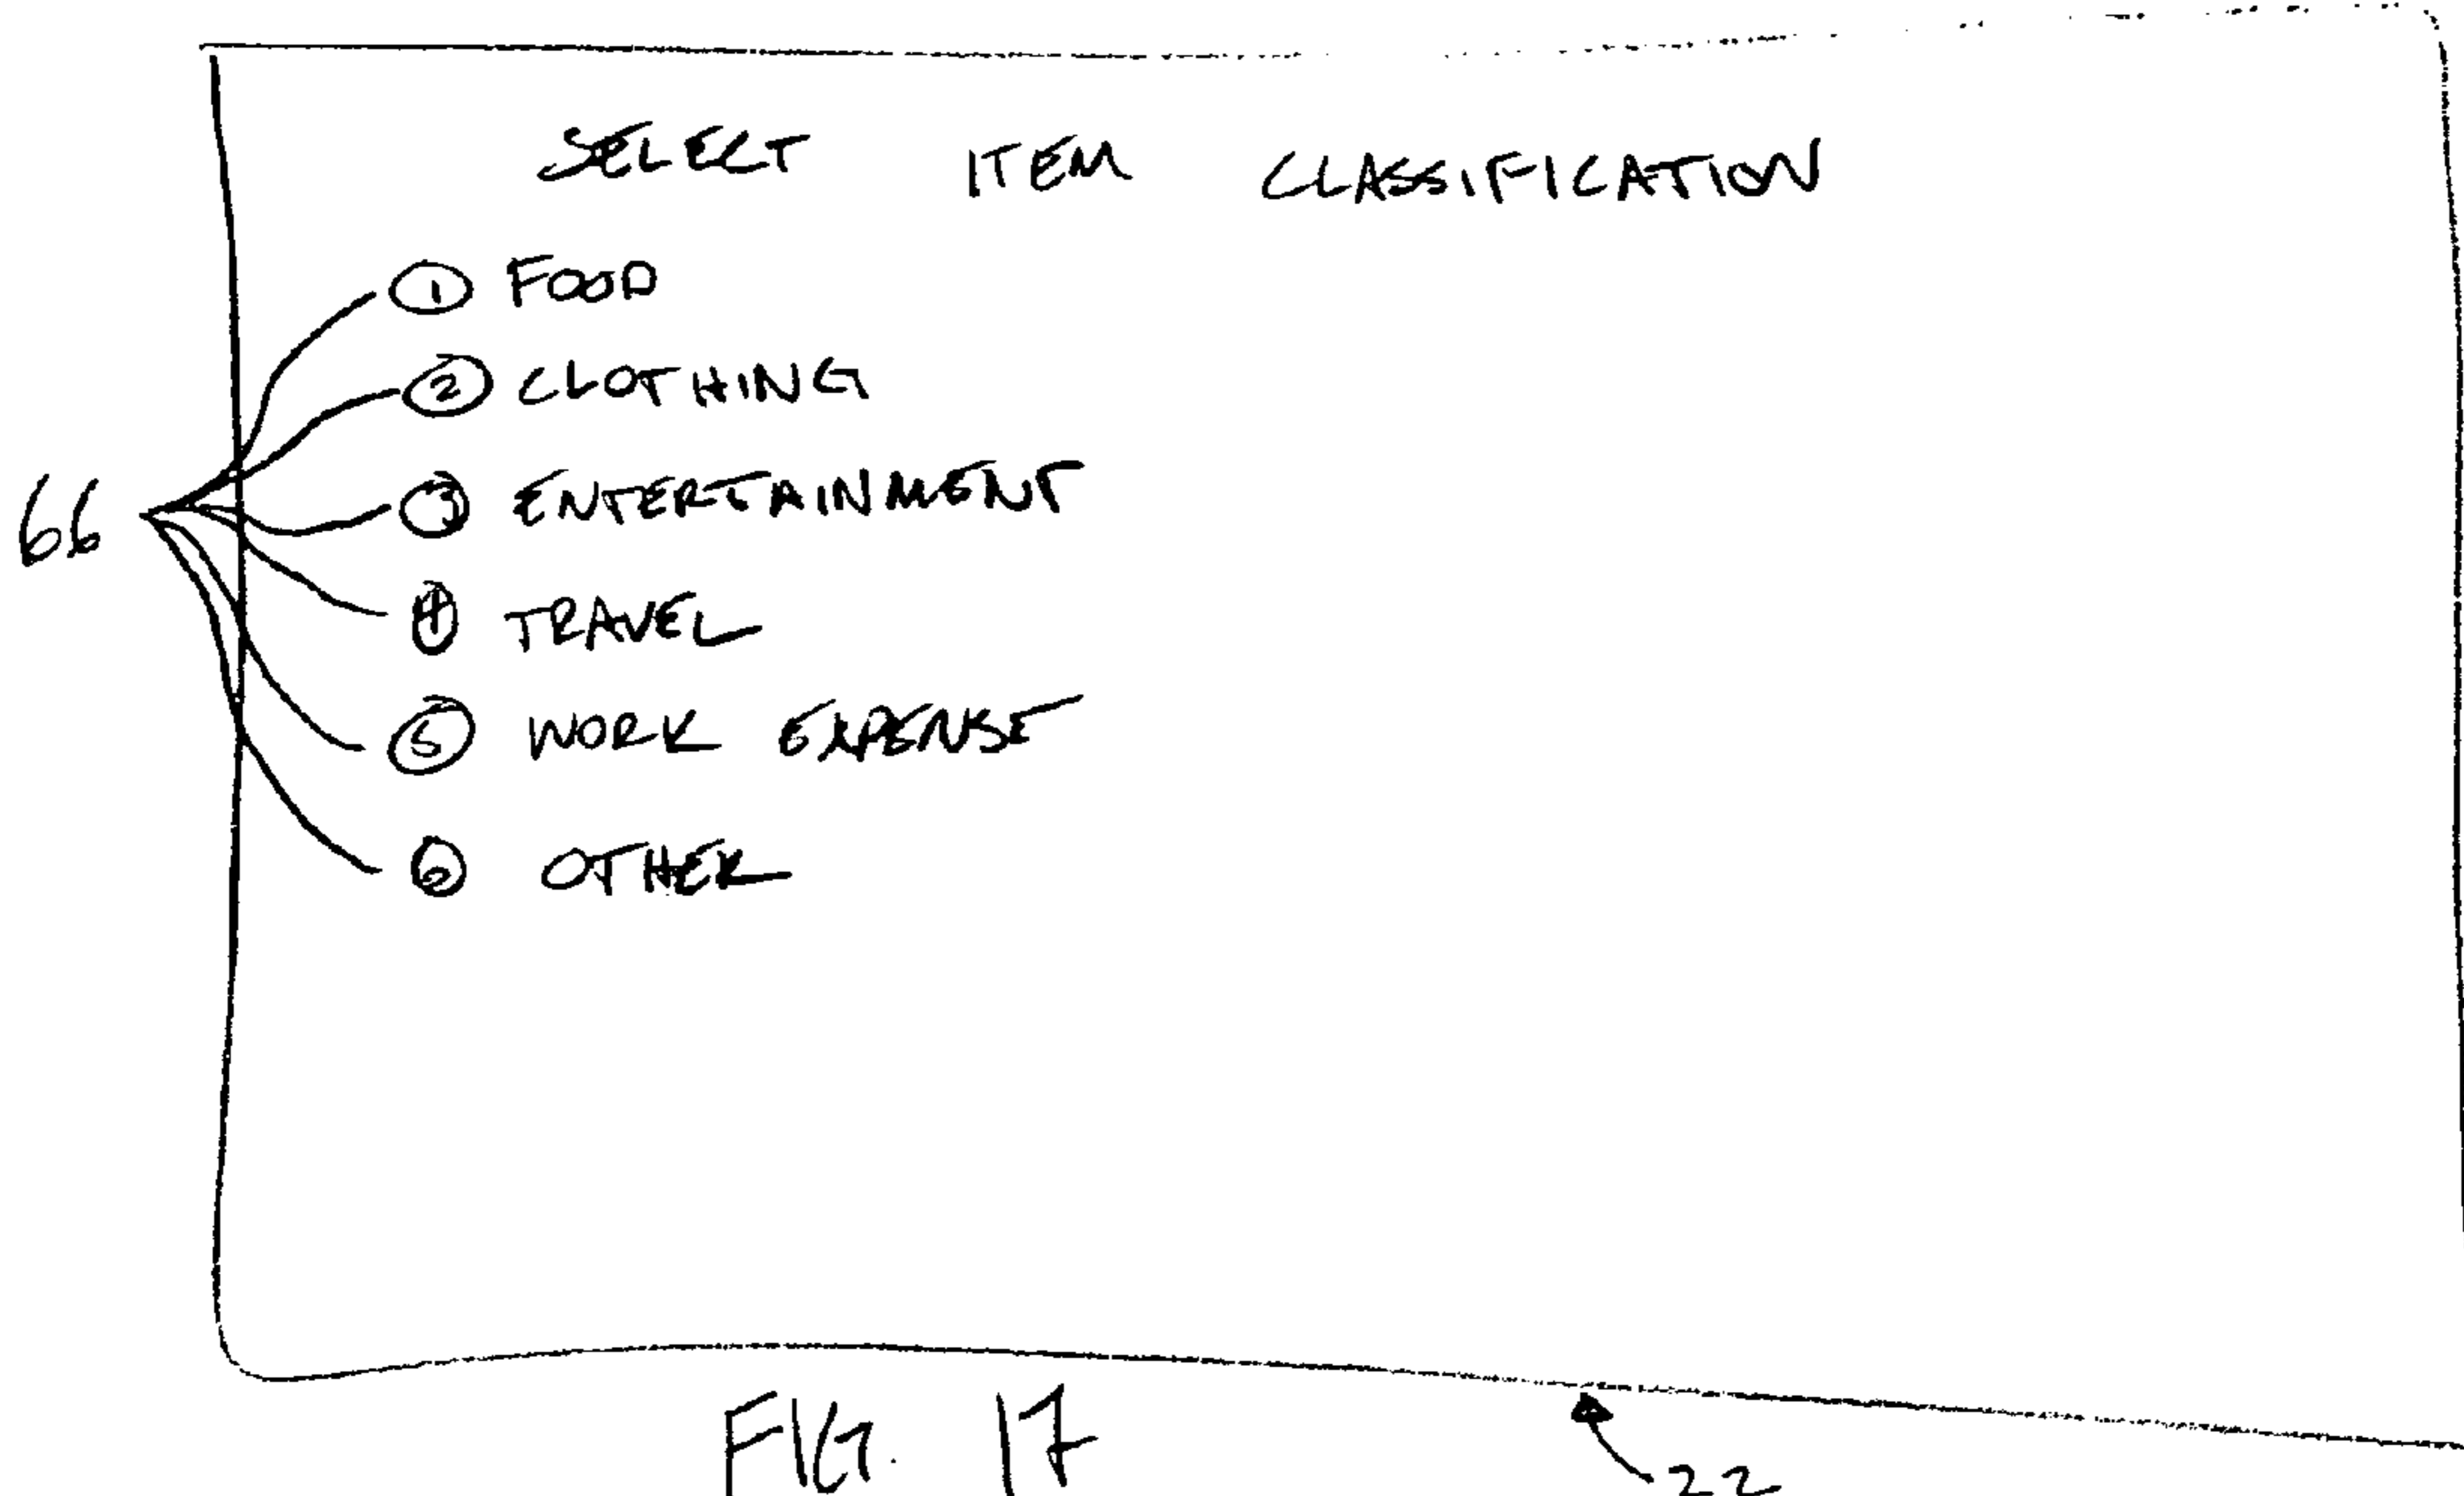 SELECT ITEM CLASSIFICATION
① FOOD
② CLOTHING
66 ③ ENTERTAINMENT
④ TRAVEL
⑤ WORK EXPENSE
⑥ OTHER
FIG. 17
22